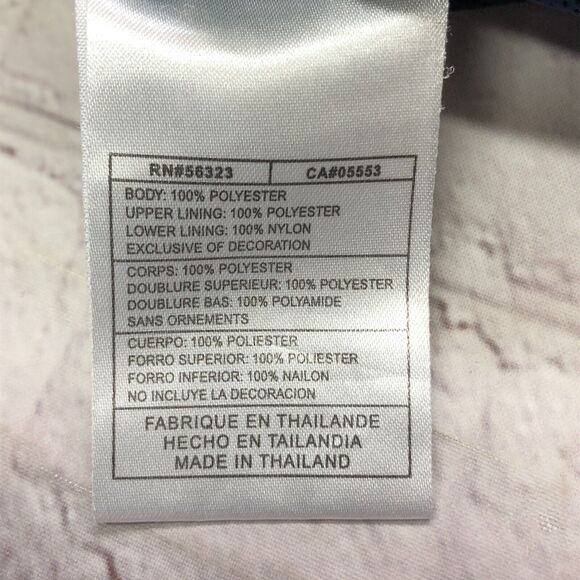 RN#56323 CA#05553
BODY: 100% POLYESTER
UPPER LINING: 100% POLYESTER
LOWER LINING: 100% NYLON
EXCLUSIVE OF DECORATION
CORPS: 100% POLYESTER
DOUBLURE SUPERIEUR: 100% POLYESTER
DOUBLURE BAS: 100% POLYAMIDE
SANS ORNEMENTS
CUERPO: 100% POLIESTER
FORRO SUPERIOR: 100% POLIESTER
FORRO INFERIOR: 100% NAILON
NO INCLUYE LA DECORACION
FABRIQUE EN THAILANDE
HECHO EN TAILANDIA
MADE IN THAILAND